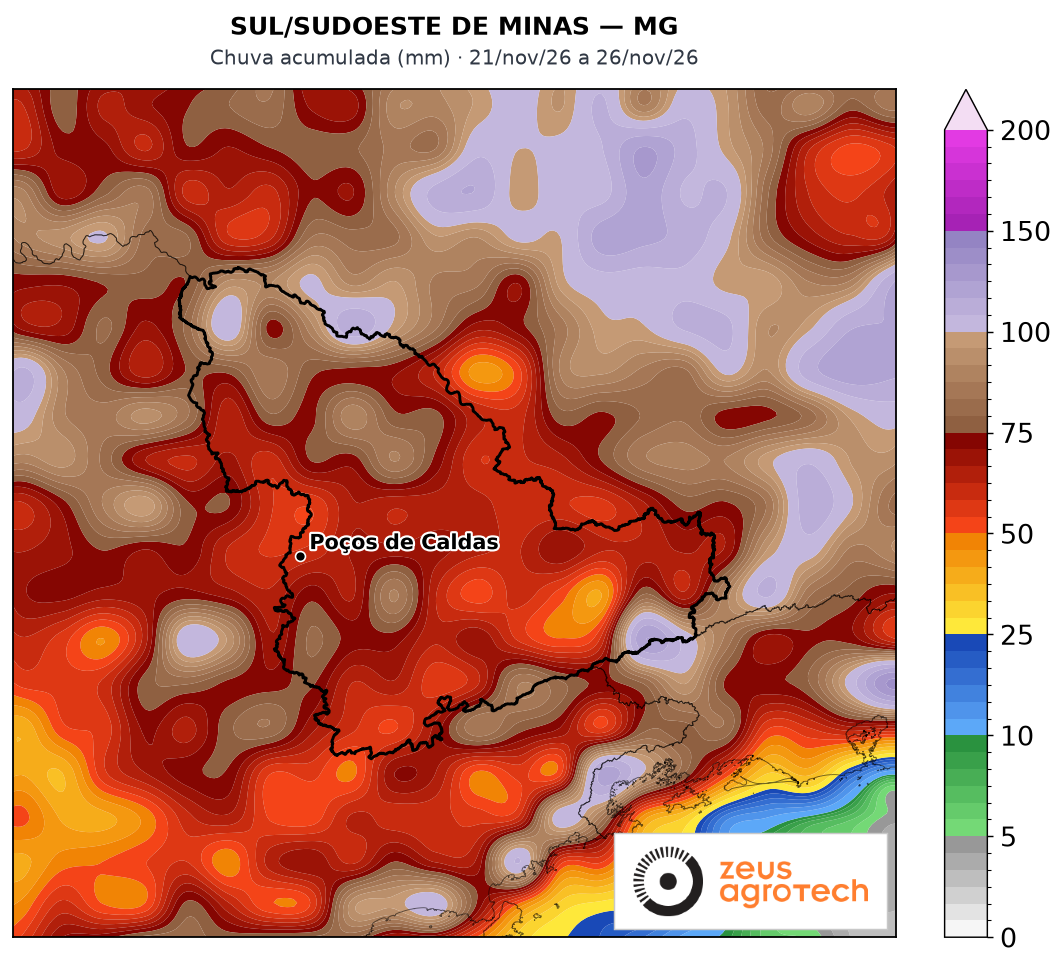 SUL/SUDOESTE DE MINAS — MG
Chuva acumulada (mm) · 21/nov/26 a 26/nov/26
200
150
100
75
50
25
10
5
0
Poços de Caldas
zeus
agrotech